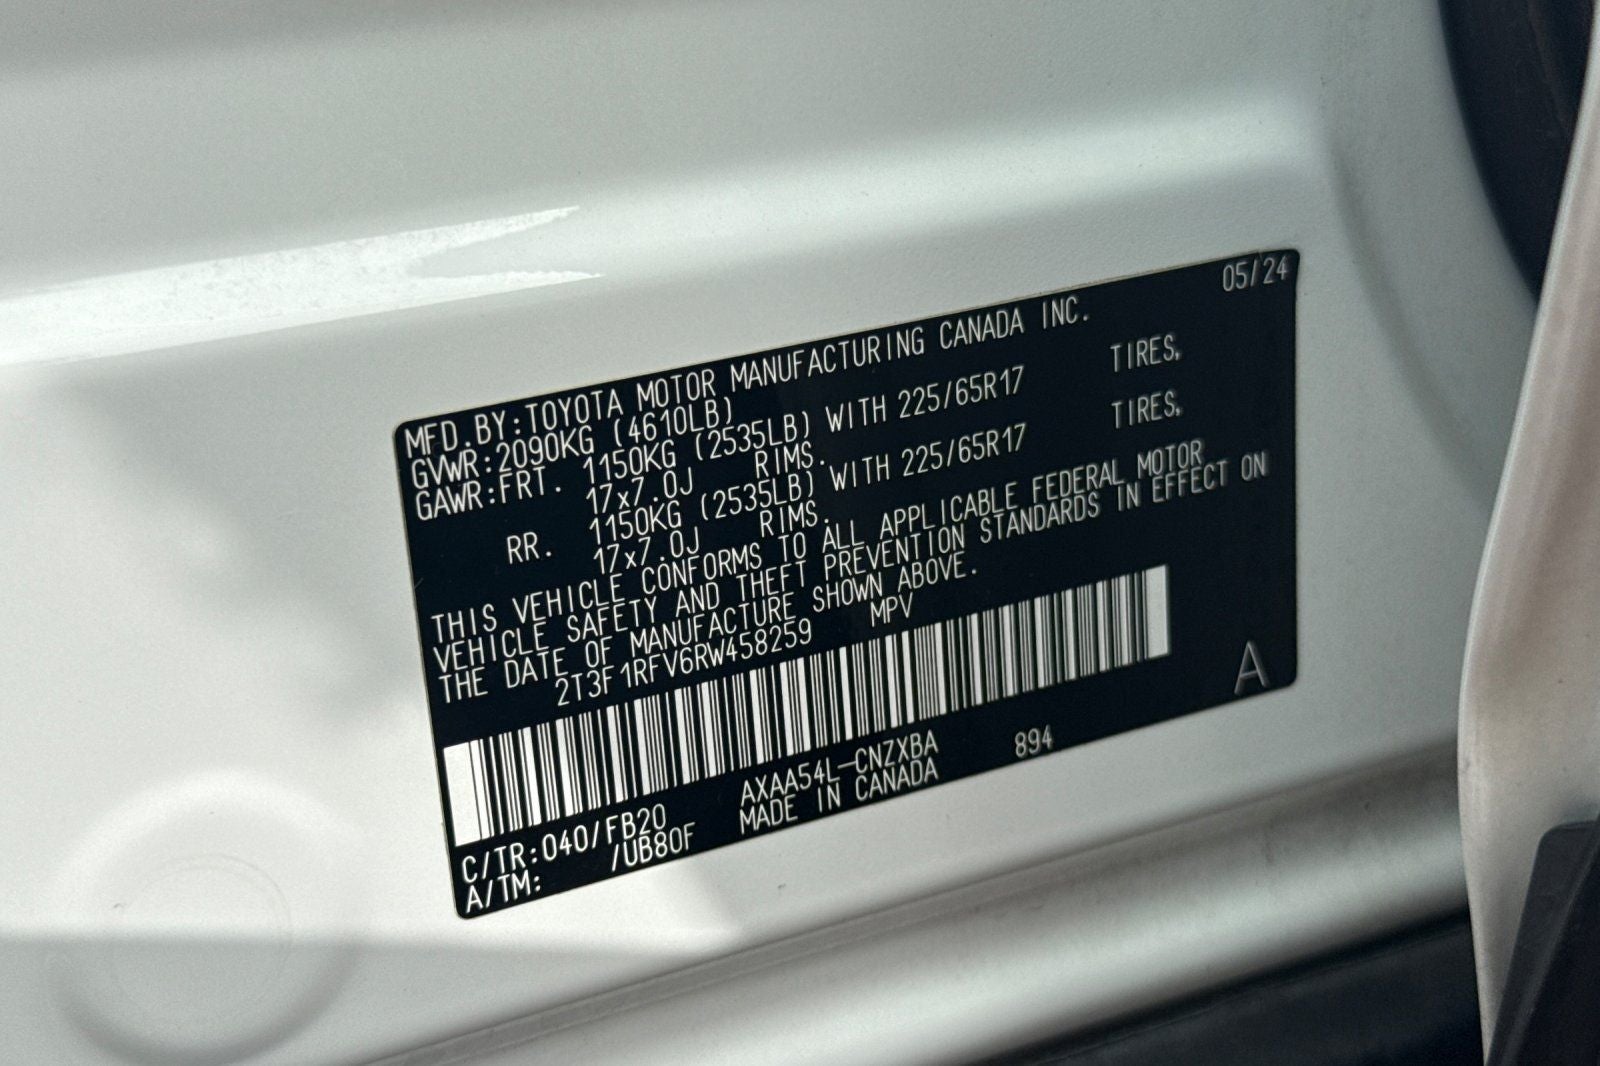 05/24
MFD.BY:TOYOTA MOTOR MANUFACTURING CANADA INC.
GVWR:2090KG (4610LB)
GAWR:FRT. 1150KG (2535LB) WITH 225/65R17 TIRES,
17x7.0J RIMS.
RR. 1150KG (2535LB) WITH 225/65R17 TIRES,
17x7.0J RIMS.
THIS VEHICLE CONFORMS TO ALL APPLICABLE FEDERAL MOTOR
VEHICLE SAFETY AND THEFT PREVENTION STANDARDS IN EFFECT ON
THE DATE OF MANUFACTURE SHOWN ABOVE.
2T3F1RFV6RW458259 MPV
A
C/TR:040/FB20 AXAA54L-CNZXBA 894
A/TM: /UB80F MADE IN CANADA